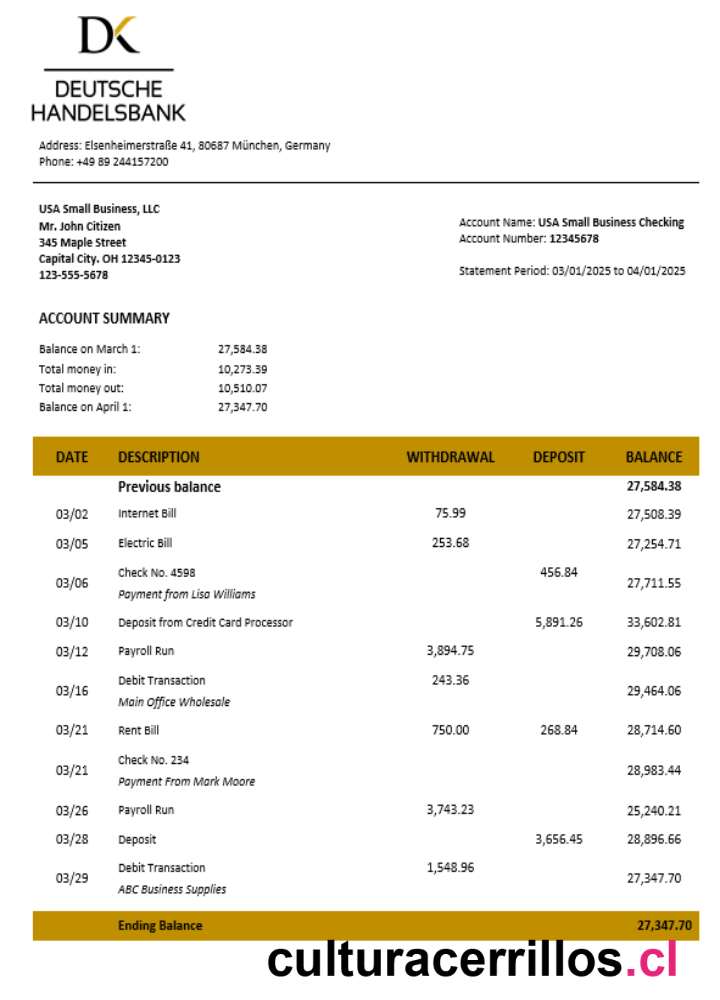 DK
DEUTSCHE
HANDELSBANK
Address: Elsenheimerstraße 41, 80687 München, Germany
Phone: +49 89 244157200
USA Small Business, LLC
Mr. John Citizen
345 Maple Street
Capital City. OH 12345-0123
123-555-5678
Account Name: USA Small Business Checking
Account Number: 12345678
Statement Period: 03/01/2025 to 04/01/2025
ACCOUNT SUMMARY
Balance on March 1: 27,584.38
Total money in: 10,273.39
Total money out: 10,510.07
Balance on April 1: 27,347.70
DATE DESCRIPTION WITHDRAWAL DEPOSIT BALANCE
Previous balance 27,584.38
03/02 Internet Bill 75.99 27,508.39
03/05 Electric Bill 253.68 27,254.71
03/06 Check No. 4598 456.84 27,711.55
Payment from Lisa Williams
03/10 Deposit from Credit Card Processor 5,891.26 33,602.81
03/12 Payroll Run 3,894.75 29,708.06
03/16 Debit Transaction 243.36 29,464.06
Main Office Wholesale
03/21 Rent Bill 750.00 268.84 28,714.60
03/21 Check No. 234 28,983.44
Payment From Mark Moore
03/26 Payroll Run 3,743.23 25,240.21
03/28 Deposit 3,656.45 28,896.66
03/29 Debit Transaction 1,548.96 27,347.70
ABC Business Supplies
Ending Balance 27,347.70
culturacerrillos.cl